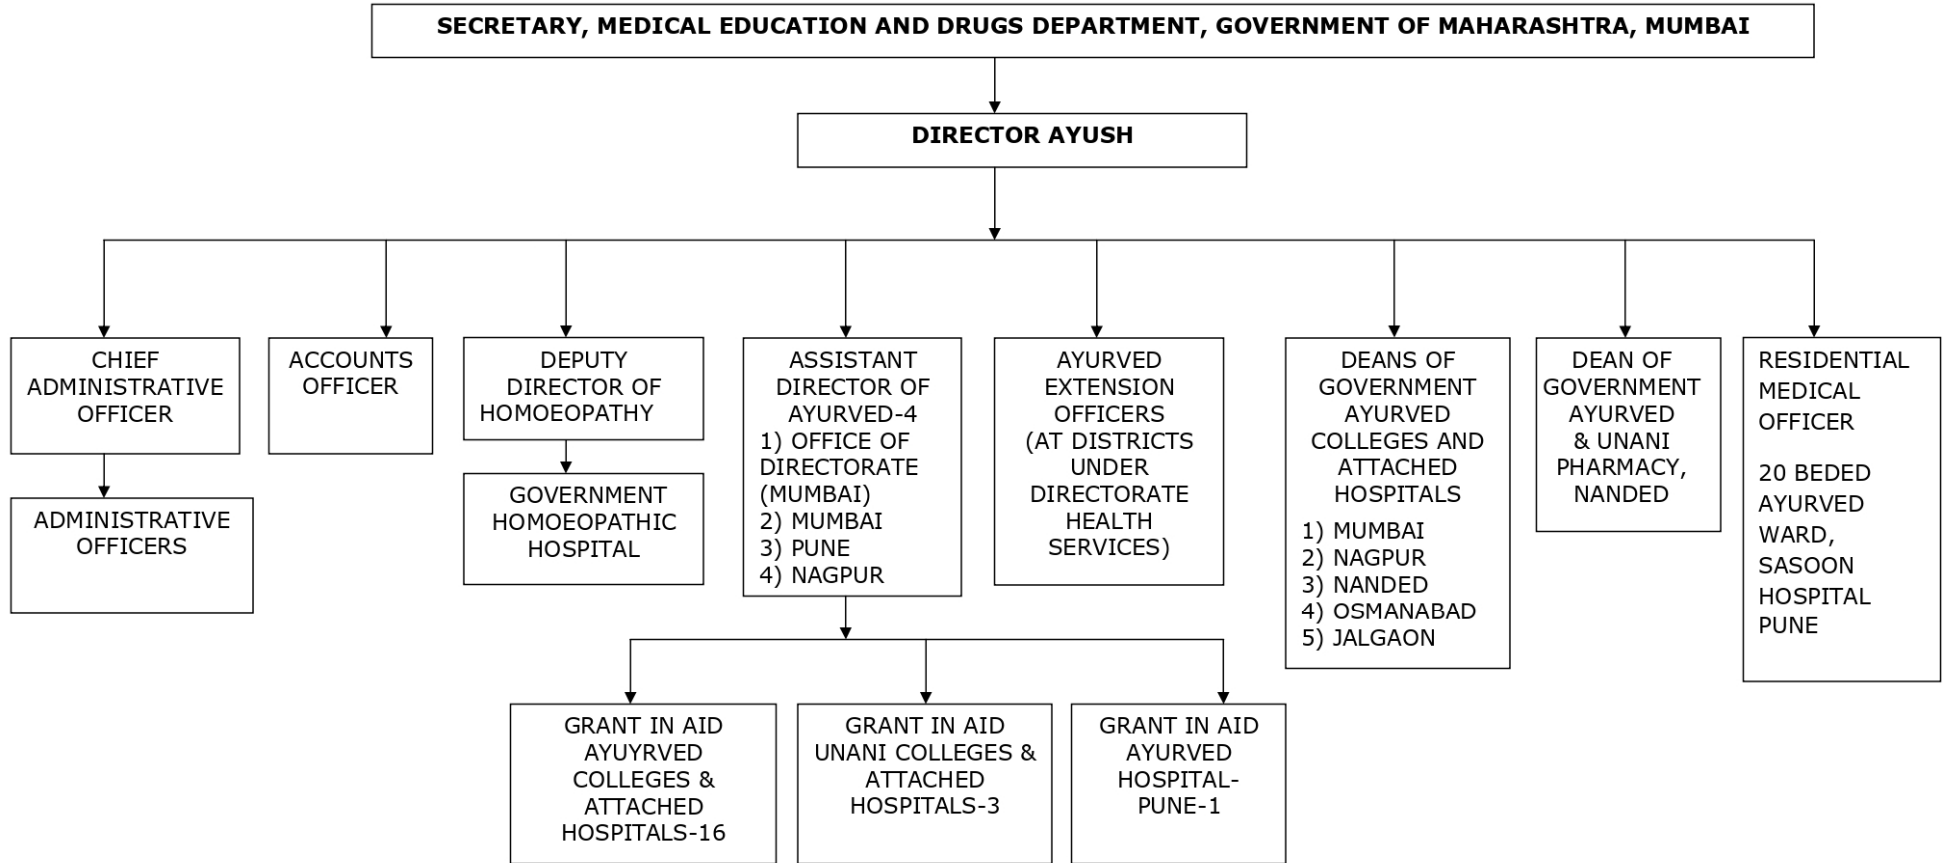 SECRETARY, MEDICAL EDUCATION AND DRUGS DEPARTMENT, GOVERNMENT OF MAHARASHTRA, MUMBAI
DIRECTOR AYUSH
CHIEF
ADMINISTRATIVE
OFFICER
ACCOUNTS
OFFICER
DEPUTY
DIRECTOR OF
HOMOEOPATHY
ASSISTANT
DIRECTOR OF
AYURVED-4
1) OFFICE OF
DIRECTORATE
(MUMBAI)
2) MUMBAI
3) PUNE
4) NAGPUR
AYURVED
EXTENSION
OFFICERS
(AT DISTRICTS
UNDER
DIRECTORATE
HEALTH
SERVICES)
DEANS OF
GOVERNMENT
AYURVED
COLLEGES AND
ATTACHED
HOSPITALS
1) MUMBAI
2) NAGPUR
3) NANDED
4) OSMANABAD
5) JALGAON
DEAN OF
GOVERNMENT
AYURVED
& UNANI
PHARMACY,
NANDED
RESIDENTIAL
MEDICAL
OFFICER
20 BEDED
AYURVED
WARD,
SASOON
HOSPITAL
PUNE
ADMINISTRATIVE
OFFICERS
GOVERNMENT
HOMOEOPATHIC
HOSPITAL
GRANT IN AID
AYUYRVED
COLLEGES &
ATTACHED
HOSPITALS-16
GRANT IN AID
UNANI COLLEGES &
ATTACHED
HOSPITALS-3
GRANT IN AID
AYURVED
HOSPITAL-
PUNE-1